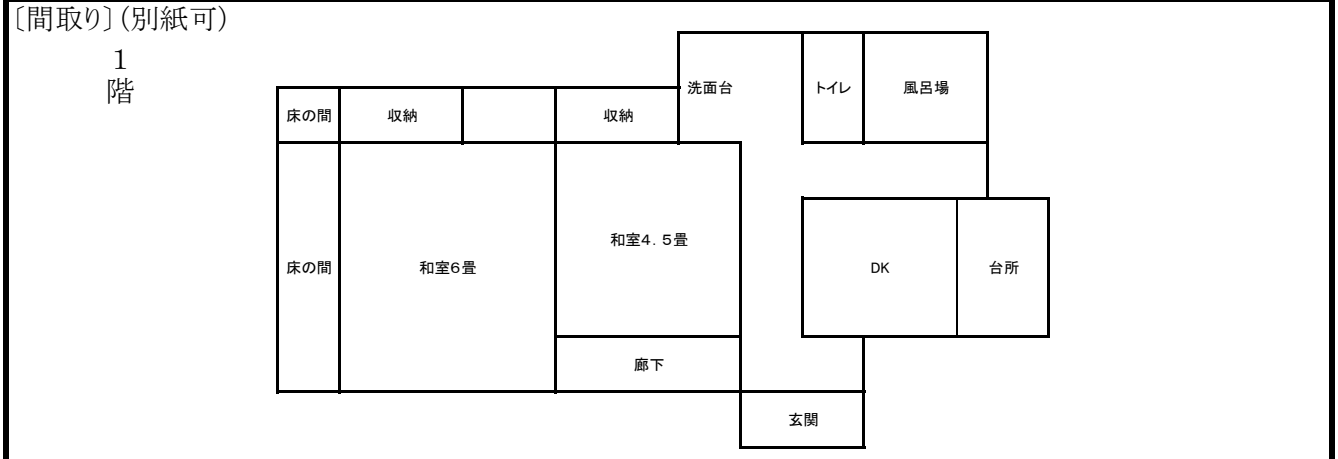 〔間取り〕(別紙可)
1
階
洗面台
トイレ
風呂場
床の間
収納
収納
和室4．5畳
床の間
和室6畳
DK
台所
廊下
玄関